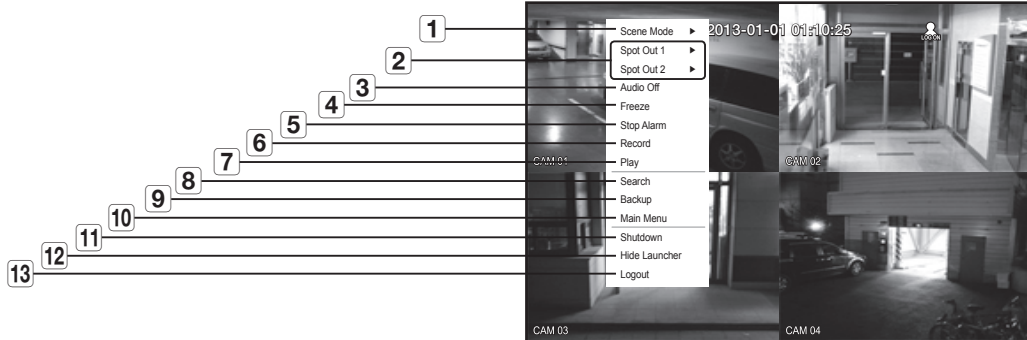 1
2
3
4
5
6
7
8
9
10
11
12
13
Scene Mode
Spot Out 1
Spot Out 2
Audio Off
Freeze
Stop Alarm
Record
Play
Search
Backup
Main Menu
Shutdown
Hide Launcher
Logout
2013-01-01 01:10:25
LOG ON
CAM 01
CAM 02
CAM 03
CAM 04